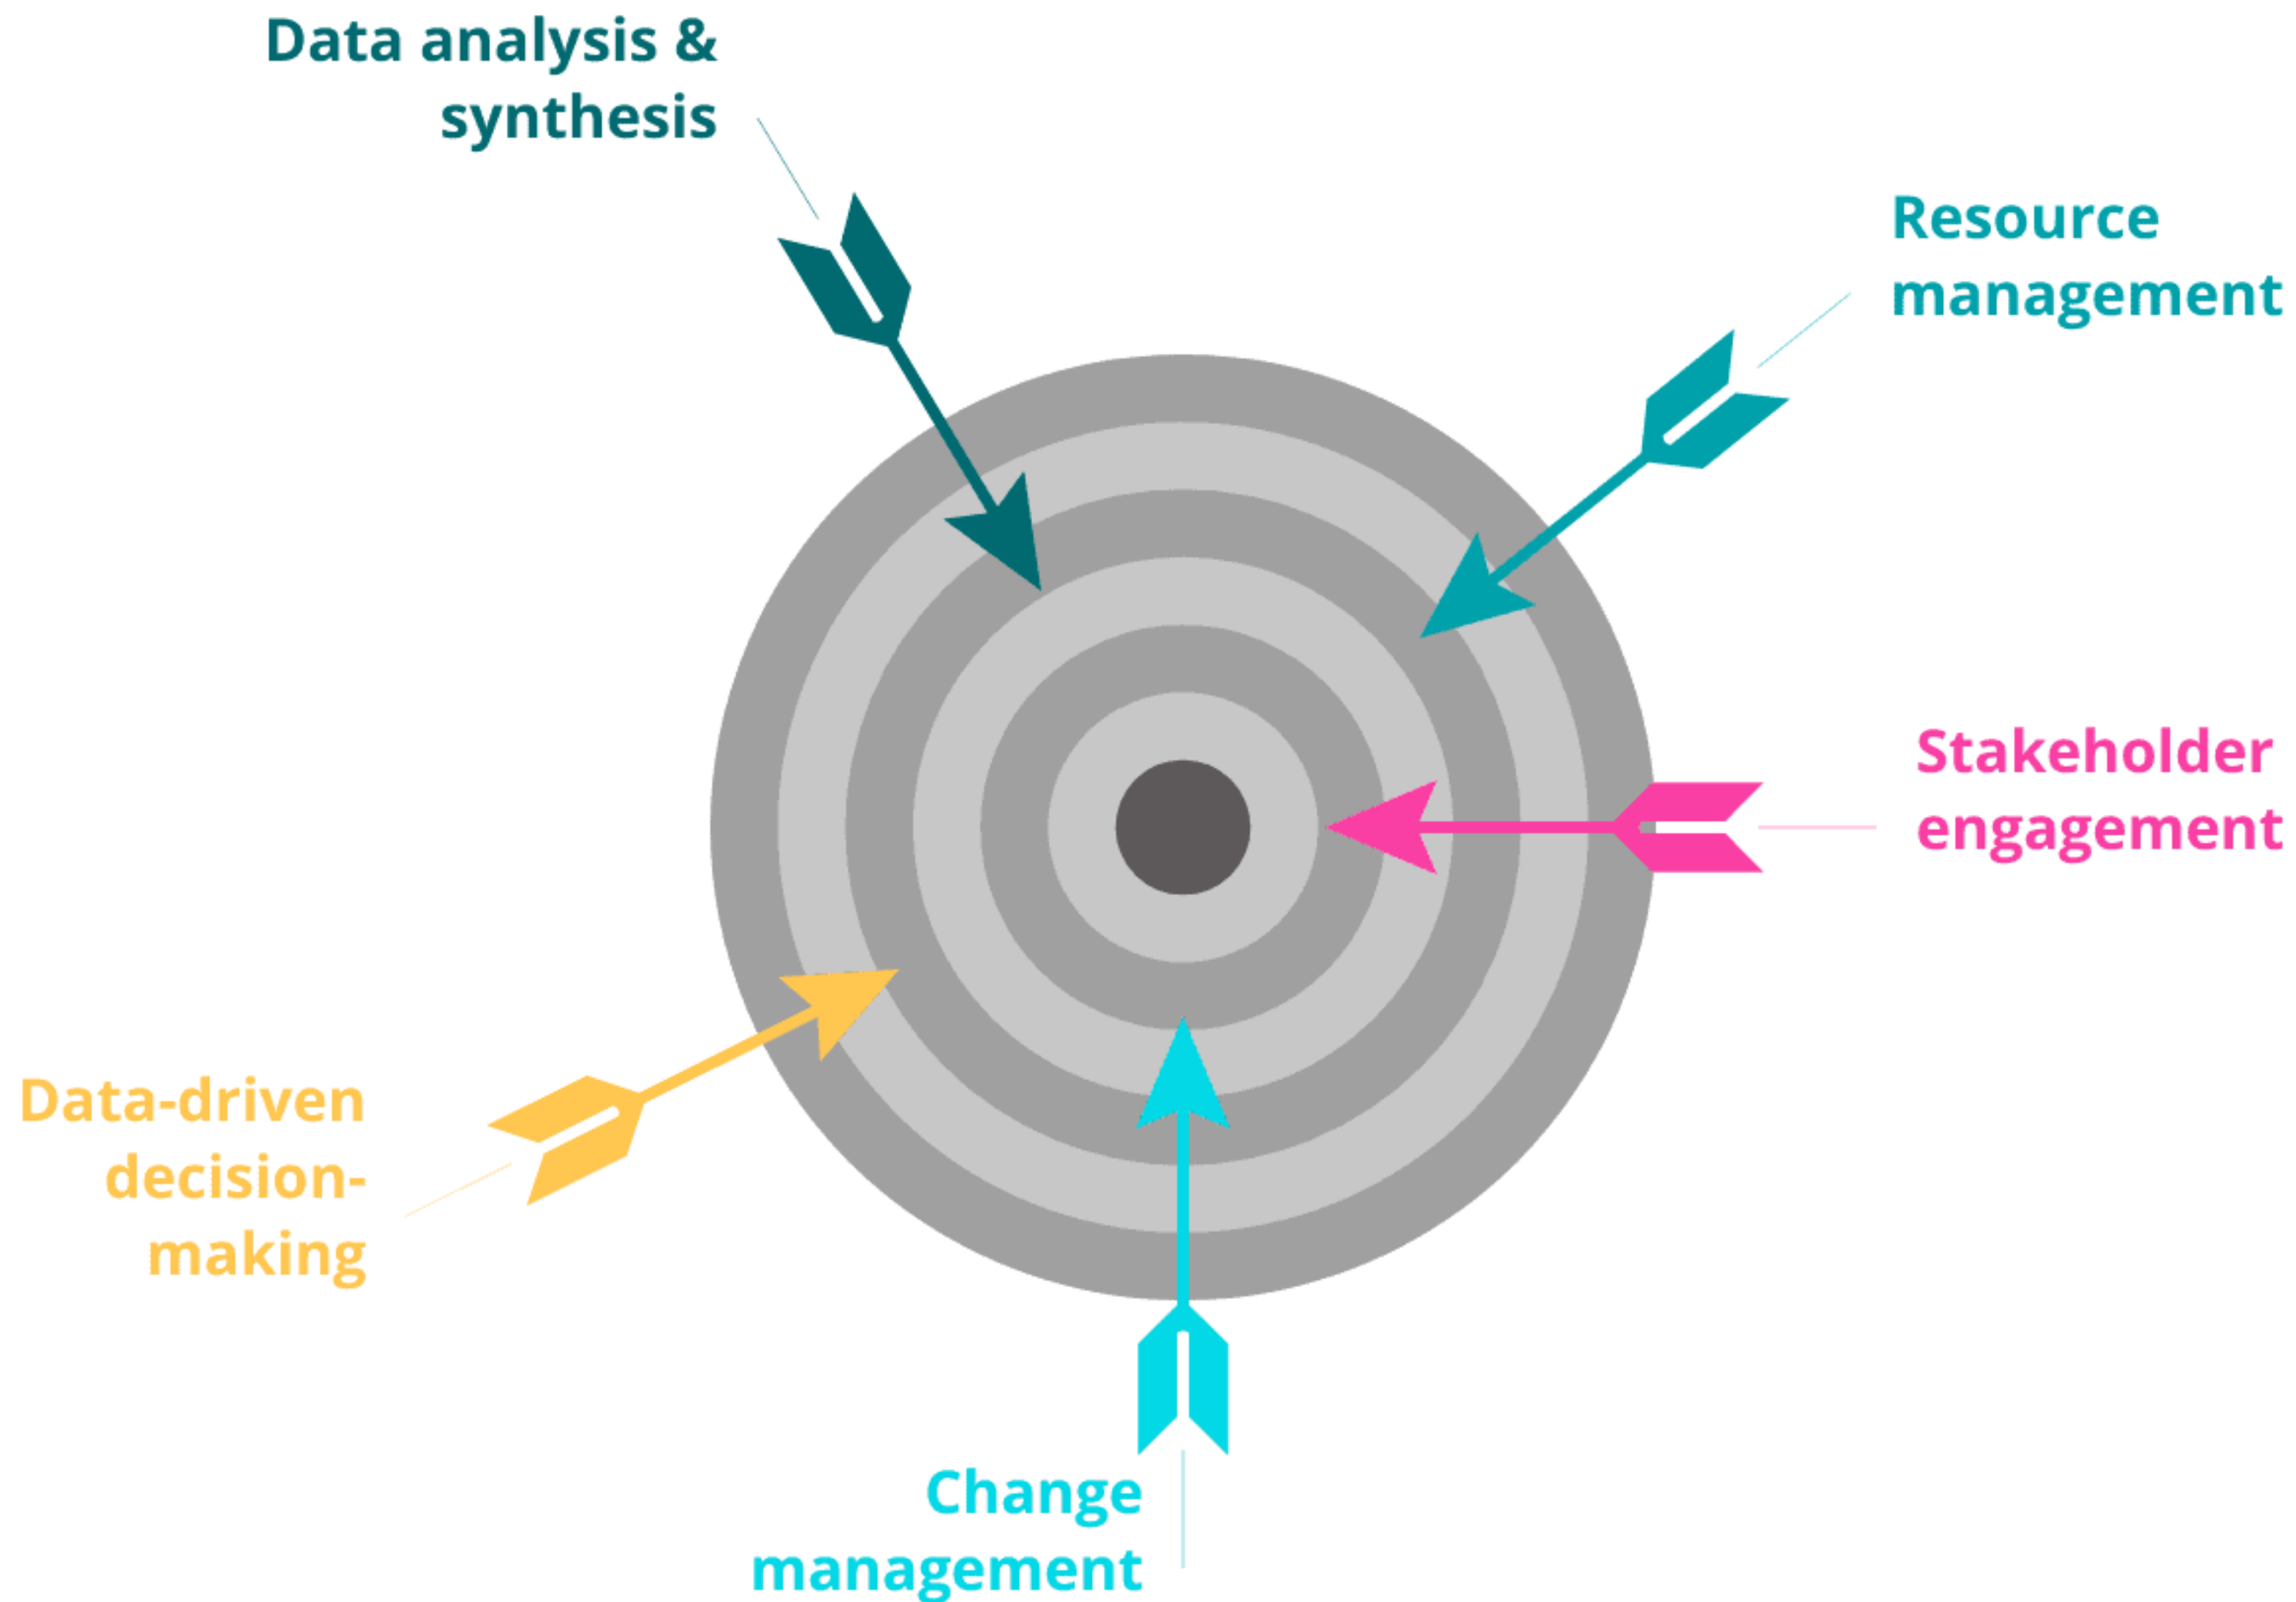 Data analysis &
synthesis
Resource
management
Stakeholder
engagement
Data-driven
decision-
making
Change
management